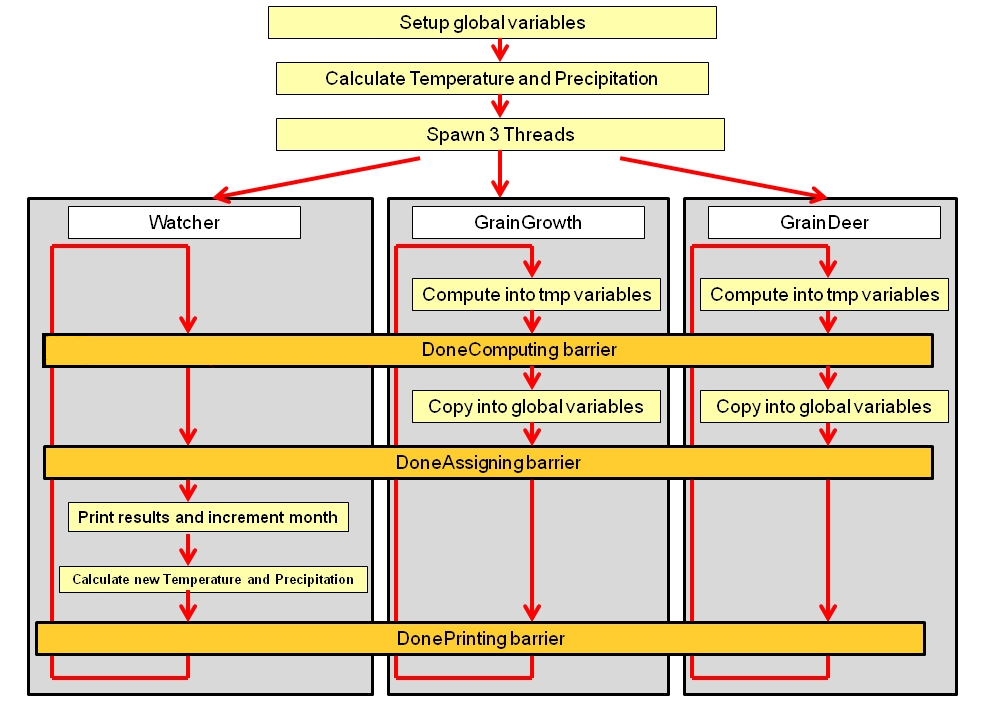 Setup global variables
Calculate Temperature and Precipitation
Spawn 3 Threads
Watcher
GrainGrowth
GrainDeer
Compute into tmp variables
Compute into tmp variables
DoneComputing barrier
Copy into global variables
Copy into global variables
DoneAssigning barrier
Print results and increment month
Calculate new Temperature and Precipitation
DonePrinting barrier